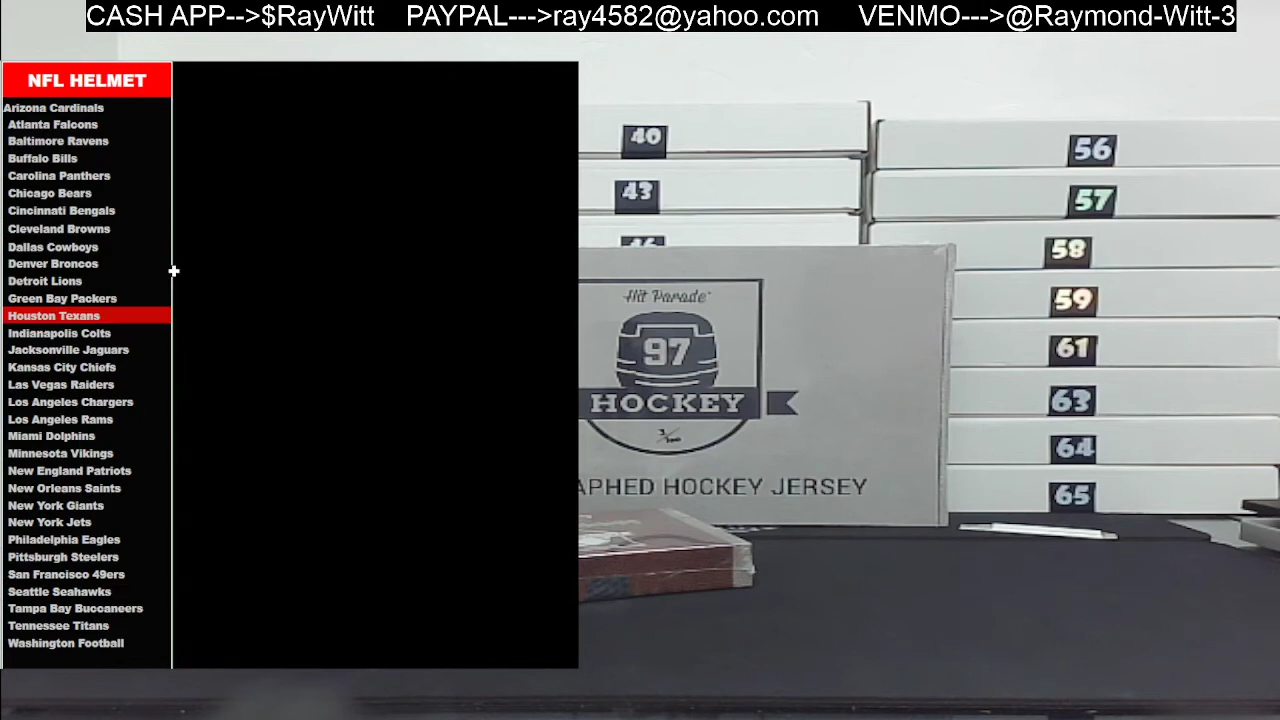 CASH APP-->$RayWitt PAYPAL--->ray4582@yahoo.com VENMO--->@Raymond-Witt-3
NFL HELMET
Arizona Cardinals
Atlanta Falcons
Baltimore Ravens
Buffalo Bills
Carolina Panthers
Chicago Bears
Cincinnati Bengals
Cleveland Browns
Dallas Cowboys
Denver Broncos
Detroit Lions
Green Bay Packers
Houston Texans
Indianapolis Colts
Jacksonville Jaguars
Kansas City Chiefs
Las Vegas Raiders
Los Angeles Chargers
Los Angeles Rams
Miami Dolphins
Minnesota Vikings
New England Patriots
New Orleans Saints
New York Giants
New York Jets
Philadelphia Eagles
Pittsburgh Steelers
San Francisco 49ers
Seattle Seahawks
Tampa Bay Buccaneers
Tennessee Titans
Washington Football
40
43
46
Hit Parade
97
HOCKEY
APHED HOCKEY JERSEY
56
57
58
59
61
63
64
65